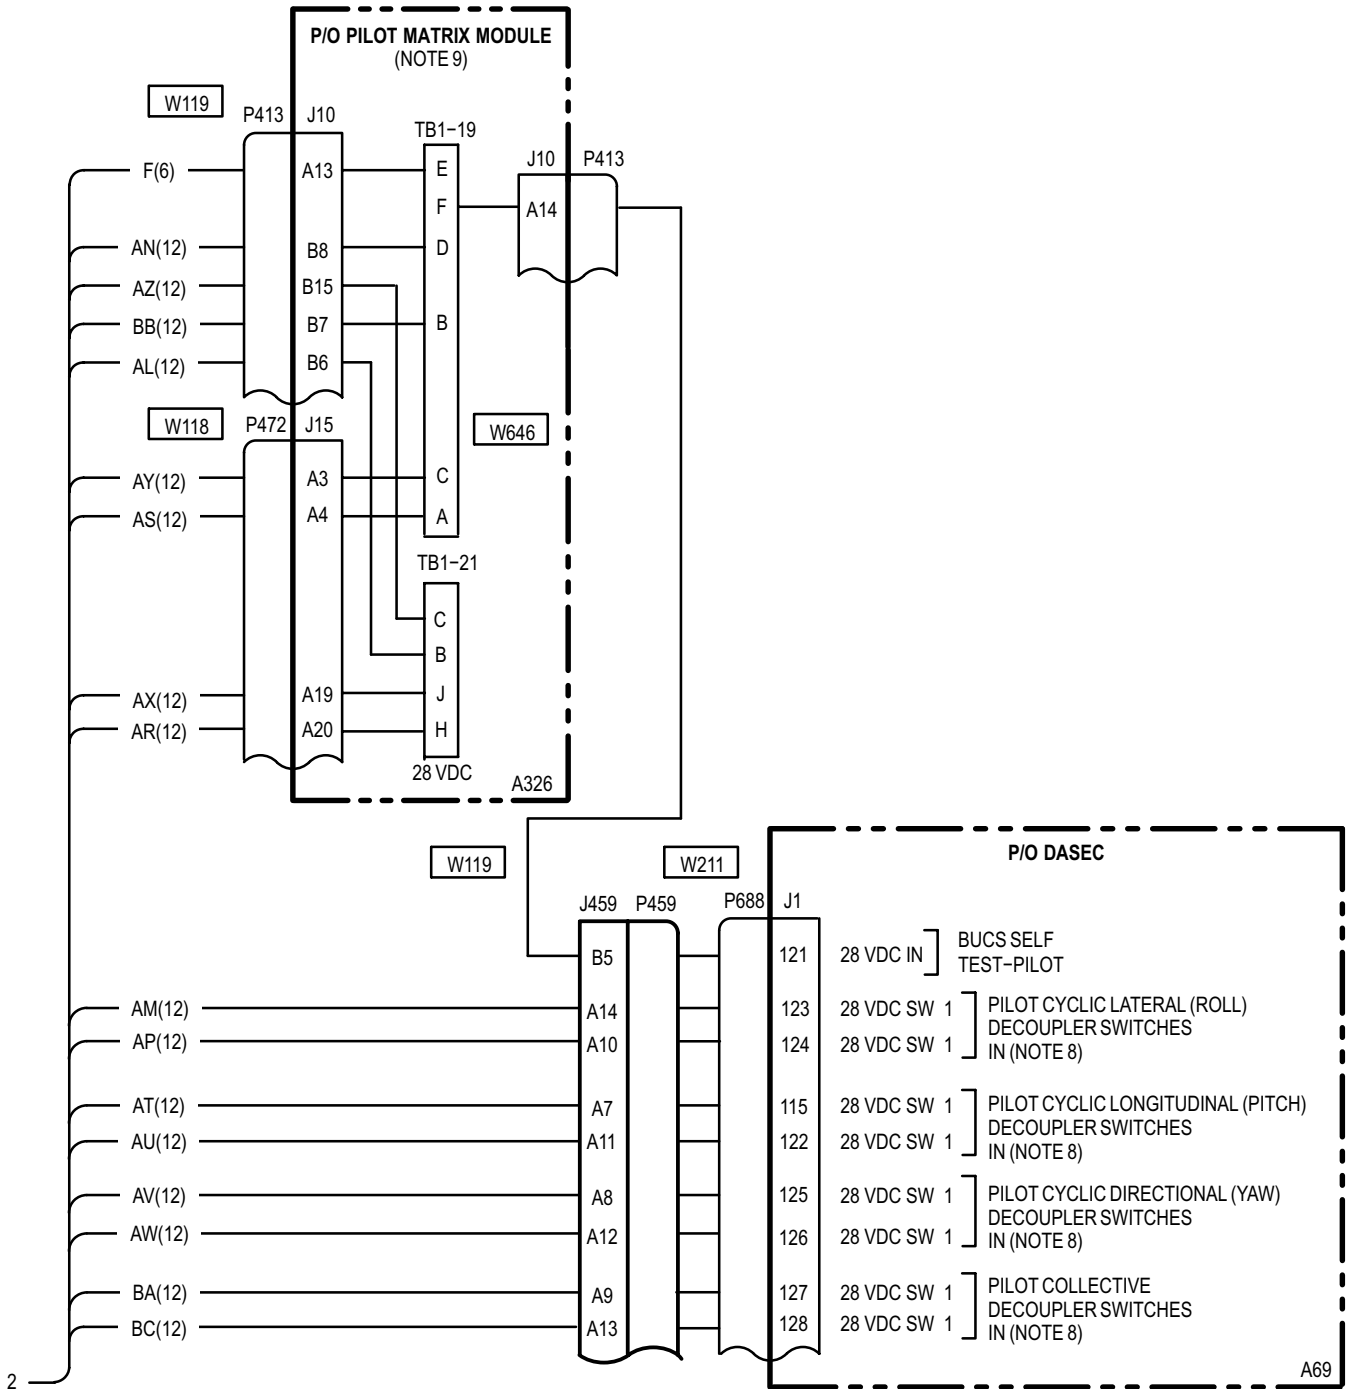 P/O PILOT MATRIX MODULE
(NOTE 9)
W119
P413 J10
TB1−19
J10 P413
F(6) A13 E
F A14
AN(12) B8 D
AZ(12) B15
BB(12) B7 B
AL(12) B6
W118 P472 J15
W646
AY(12) A3 C
AS(12) A4 A
TB1−21
C
B
AX(12) A19 J
AR(12) A20 H
28 VDC
A326
P/O DASEC
W119 W211
J459 P459 P688 J1
B5 121 28 VDC IN BUCS SELF
TEST−PILOT
AM(12) A14 123 28 VDC SW 1 PILOT CYCLIC LATERAL (ROLL)
DECOUPLER SWITCHES
AP(12) A10 124 28 VDC SW 1 IN (NOTE 8)
AT(12) A7 115 28 VDC SW 1 PILOT CYCLIC LONGITUDINAL (PITCH)
DECOUPLER SWITCHES
AU(12) A11 122 28 VDC SW 1 IN (NOTE 8)
AV(12) A8 125 28 VDC SW 1 PILOT CYCLIC DIRECTIONAL (YAW)
DECOUPLER SWITCHES
AW(12) A12 126 28 VDC SW 1 IN (NOTE 8)
BA(12) A9 127 28 VDC SW 1 PILOT COLLECTIVE
DECOUPLER SWITCHES
BC(12) A13 128 28 VDC SW 1 IN (NOTE 8)
A69
2